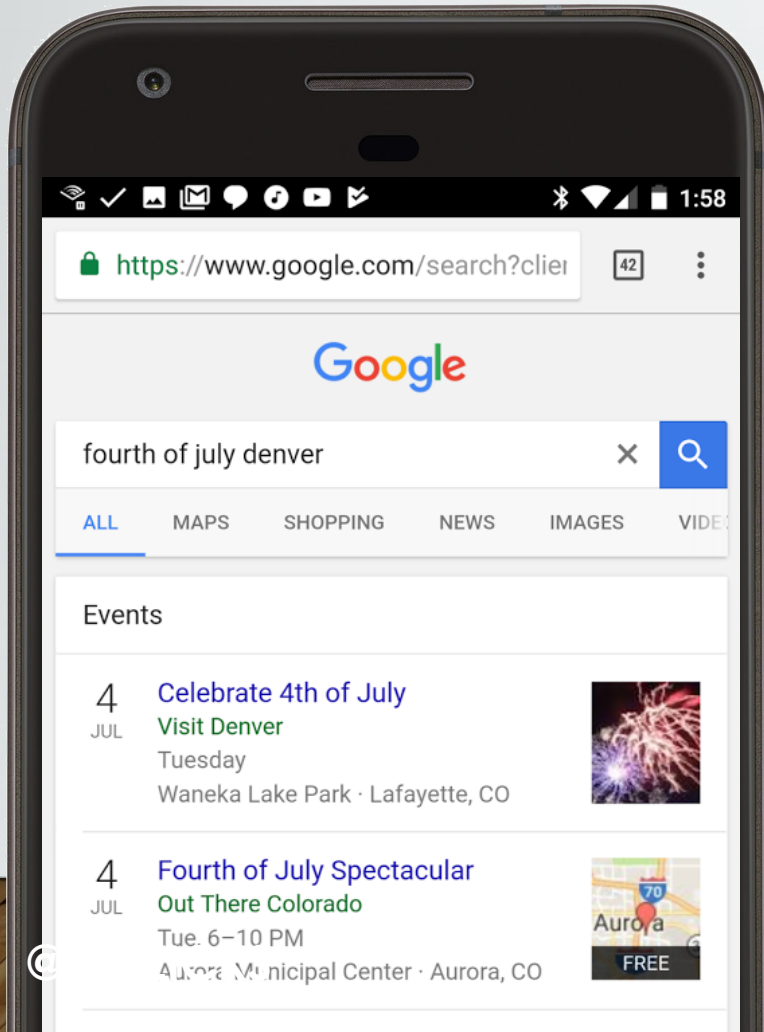 1:58
https://www.google.com/search?clier
42
Google
fourth of july denver
ALL MAPS SHOPPING NEWS IMAGES VIDE
Events
4 JUL
Celebrate 4th of July
Visit Denver
Tuesday
Waneka Lake Park · Lafayette, CO
4 JUL
Fourth of July Spectacular
Out There Colorado
Tue, 6–10 PM
Aurora Municipal Center · Aurora, CO
70
Aurora
FREE
@